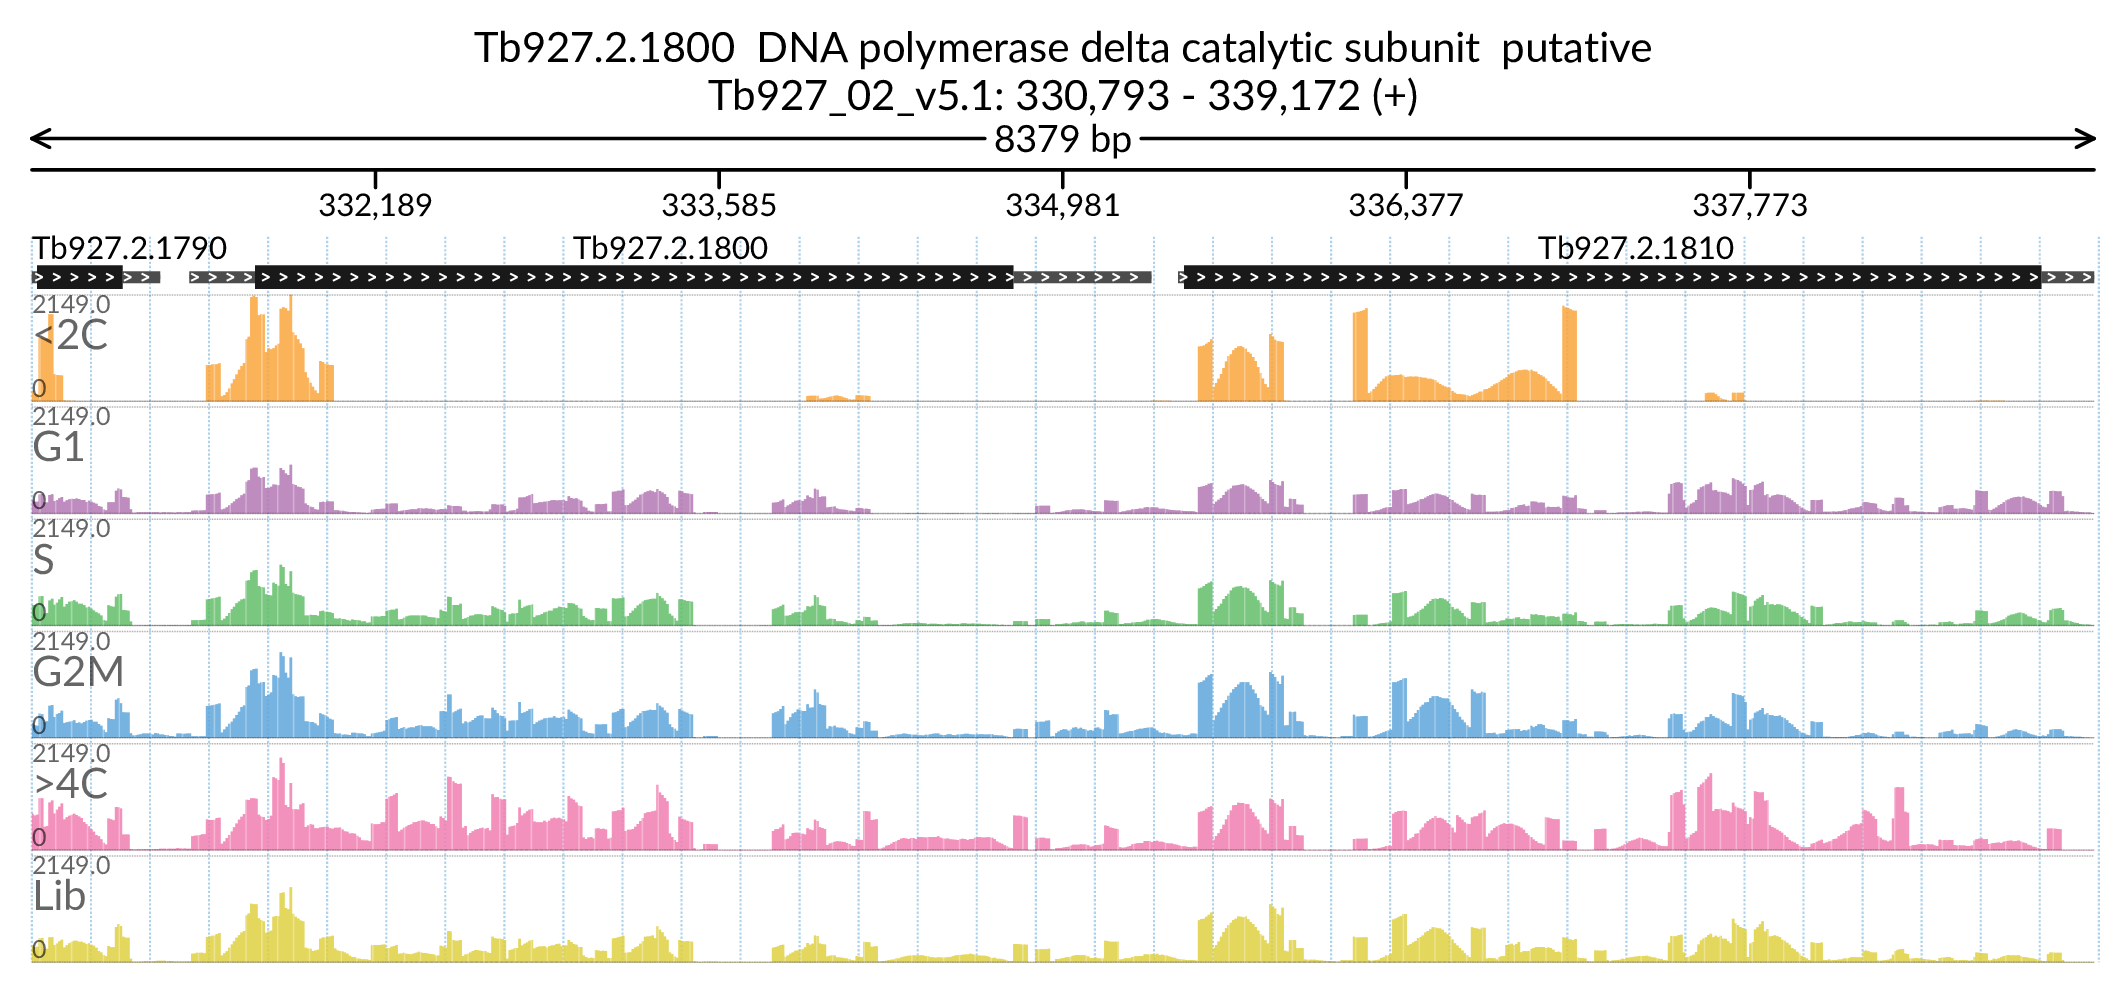 Tb927.2.1800  DNA polymerase delta catalytic subunit  putative
Tb927_02_v5.1: 330,793 - 339,172 (+)
8379 bp
332,189 333,585 334,981 336,377 337,773
Tb927.2.1790 Tb927.2.1800 Tb927.2.1810
2149.0
<2C
0
2149.0
G1
0
2149.0
S
0
2149.0
G2M
0
2149.0
>4C
0
2149.0
Lib
0